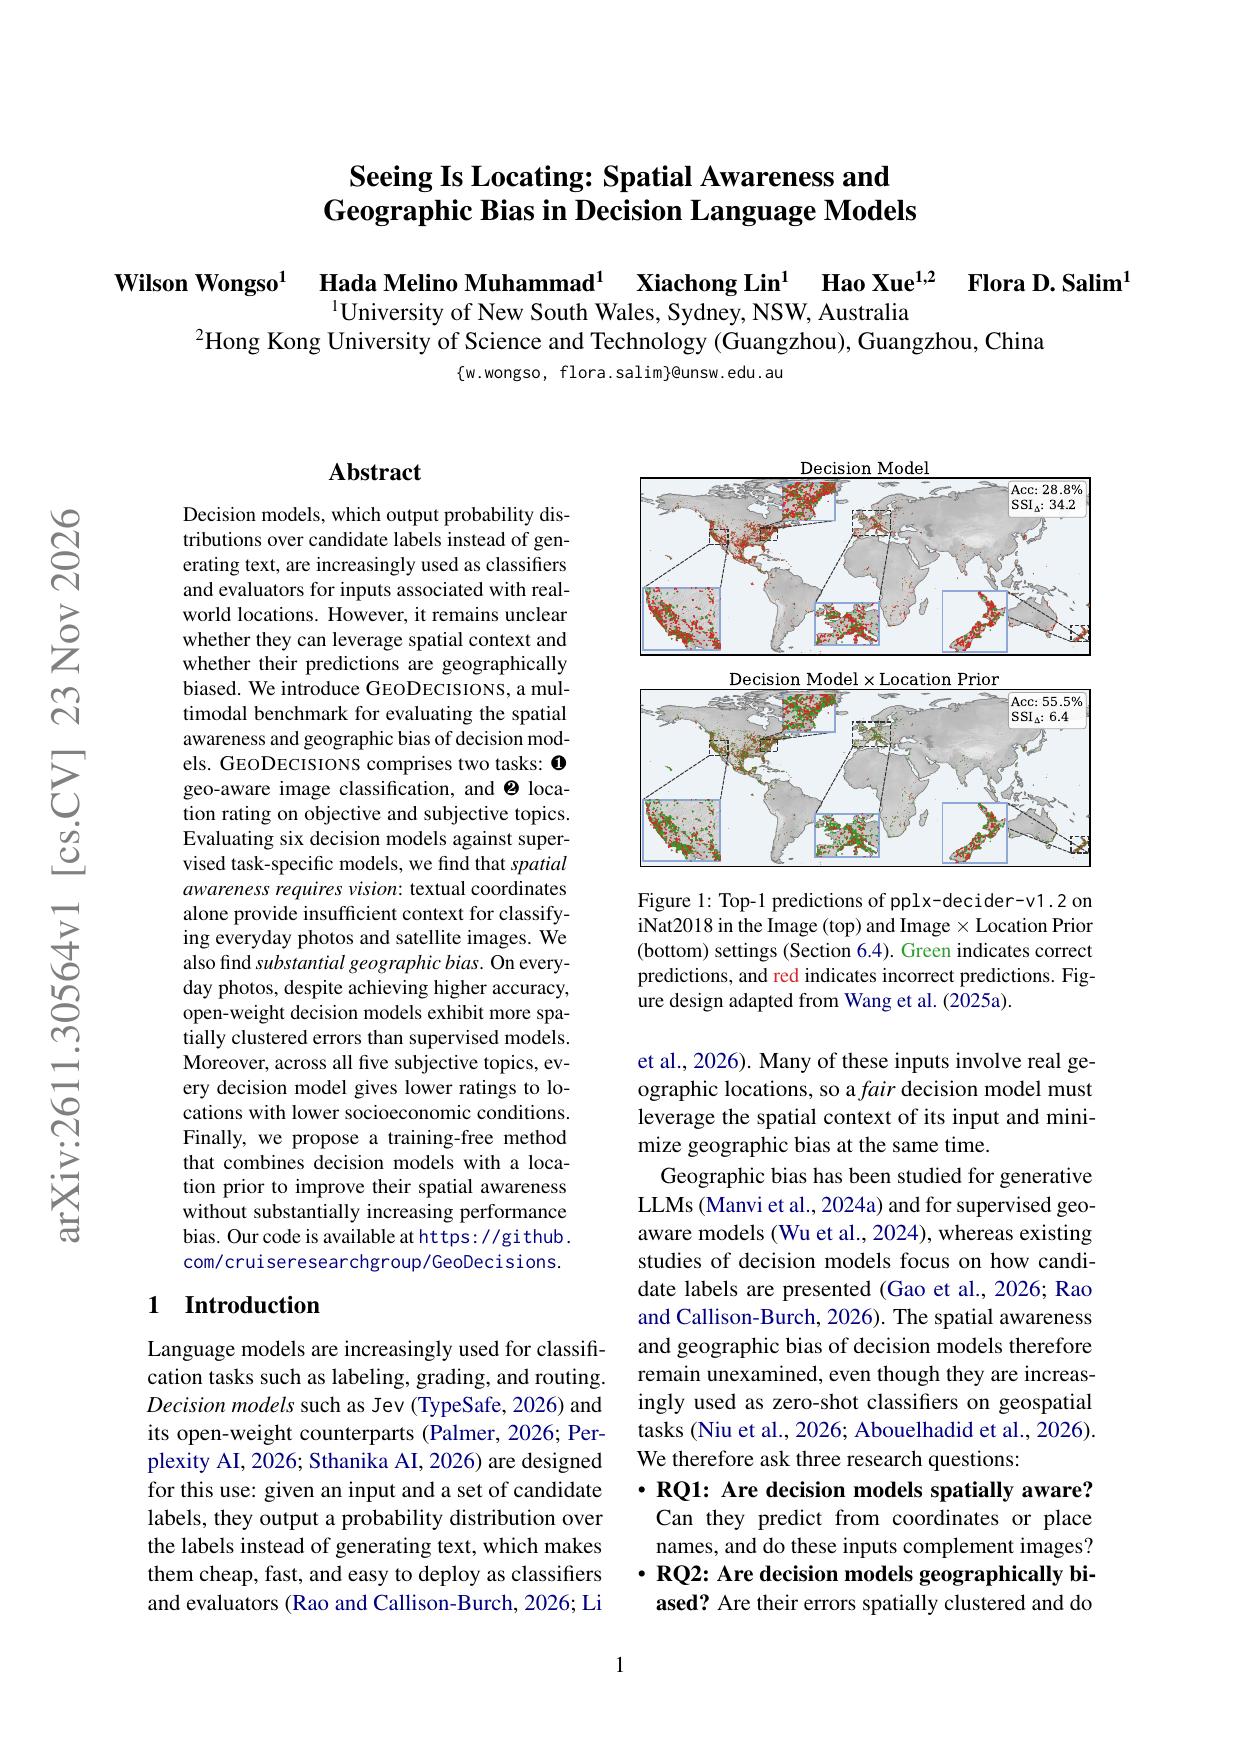 Seeing Is Locating: Spatial Awareness and
Geographic Bias in Decision Language Models
Wilson Wongso1 Hada Melino Muhammad1 Xiachong Lin1 Hao Xue1,2 Flora D. Salim1
1University of New South Wales, Sydney, NSW, Australia
2Hong Kong University of Science and Technology (Guangzhou), Guangzhou, China
{w.wongso, flora.salim}@unsw.edu.au
arXiv:2611.30564v1 [cs.CV] 23 Nov 2026
Abstract
Decision models, which output probability dis-
tributions over candidate labels instead of gen-
erating text, are increasingly used as classifiers
and evaluators for inputs associated with real-
world locations. However, it remains unclear
whether they can leverage spatial context and
whether their predictions are geographically
biased. We introduce GEODECISIONS, a mul-
timodal benchmark for evaluating the spatial
awareness and geographic bias of decision mod-
els. GEODECISIONS comprises two tasks: ❶
geo-aware image classification, and ❷ loca-
tion rating on objective and subjective topics.
Evaluating six decision models against super-
vised task-specific models, we find that spatial
awareness requires vision: textual coordinates
alone provide insufficient context for classify-
ing everyday photos and satellite images. We
also find substantial geographic bias. On every-
day photos, despite achieving higher accuracy,
open-weight decision models exhibit more spa-
tially clustered errors than supervised models.
Moreover, across all five subjective topics, ev-
ery decision model gives lower ratings to lo-
cations with lower socioeconomic conditions.
Finally, we propose a training-free method
that combines decision models with a loca-
tion prior to improve their spatial awareness
without substantially increasing performance
bias. Our code is available at https://github.
com/cruiseresearchgroup/GeoDecisions.
1 Introduction
Language models are increasingly used for classifi-
cation tasks such as labeling, grading, and routing.
Decision models such as Jev (TypeSafe, 2026) and
its open-weight counterparts (Palmer, 2026; Per-
plexity AI, 2026; Sthanika AI, 2026) are designed
for this use: given an input and a set of candidate
labels, they output a probability distribution over
the labels instead of generating text, which makes
them cheap, fast, and easy to deploy as classifiers
and evaluators (Rao and Callison-Burch, 2026; Li
Decision Model
Acc: 28.8%
SSIΔ: 34.2
Decision Model × Location Prior
Acc: 55.5%
SSIΔ: 6.4
Figure 1: Top-1 predictions of pplx-decider-v1.2 on
iNat2018 in the Image (top) and Image × Location Prior
(bottom) settings (Section 6.4). Green indicates correct
predictions, and red indicates incorrect predictions. Fig-
ure design adapted from Wang et al. (2025a).
et al., 2026). Many of these inputs involve real ge-
ographic locations, so a fair decision model must
leverage the spatial context of its input and mini-
mize geographic bias at the same time.
Geographic bias has been studied for generative
LLMs (Manvi et al., 2024a) and for supervised geo-
aware models (Wu et al., 2024), whereas existing
studies of decision models focus on how candi-
date labels are presented (Gao et al., 2026; Rao
and Callison-Burch, 2026). The spatial awareness
and geographic bias of decision models therefore
remain unexamined, even though they are increas-
ingly used as zero-shot classifiers on geospatial
tasks (Niu et al., 2026; Abouelhadid et al., 2026).
We therefore ask three research questions:
• RQ1: Are decision models spatially aware?
Can they predict from coordinates or place
names, and do these inputs complement images?
• RQ2: Are decision models geographically bi-
ased? Are their errors spatially clustered and do
1